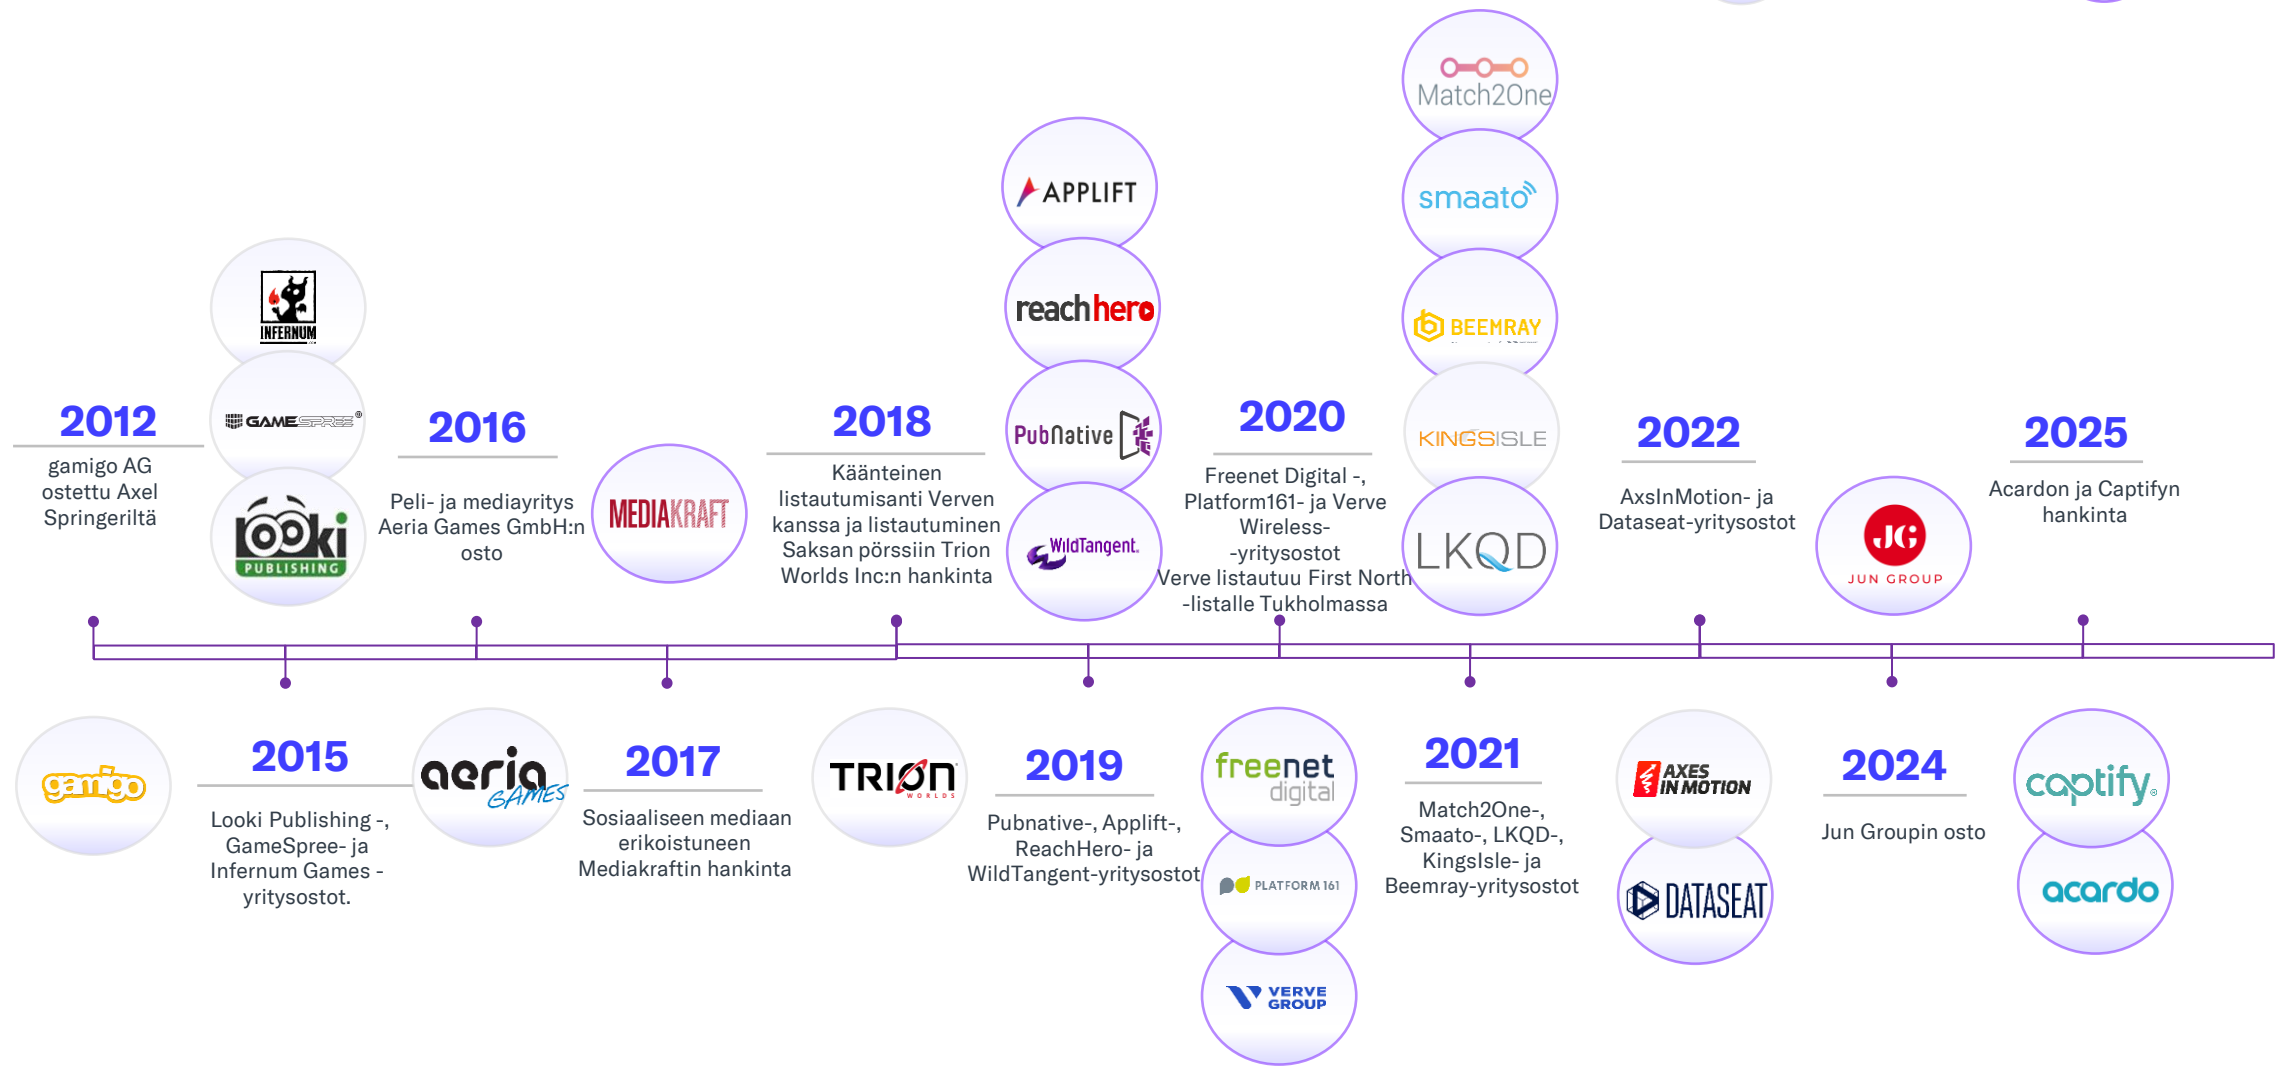 Match2One
smaato
BEEMRAY
KINGSISLE
LKQD
APPLIFT
reachhero
PubNative
WildTangent.
INFERNUM
GAMESPREE®
looki
PUBLISHING
2012
gamigo AG
ostettu Axel
Springeriltä
2016
Peli- ja mediayritys
Aeria Games GmbH:n
osto
MEDIAKRAFT
2018
Käänteinen
listautumisanti Verven
kanssa ja listautuminen
Saksan pörssiin Trion
Worlds Inc:n hankinta
2020
Freenet Digital -,
Platform161- ja Verve
Wireless-
-yritysostot
Verve listautuu First North
-listalle Tukholmassa
2022
AxsInMotion- ja
Dataseat-yritysostot
JG
JUN GROUP
2025
Acardon ja Captifyn
hankinta
gamigo
2015
Looki Publishing -,
GameSpree- ja
Infernum Games -
yritysostot.
aeria
GAMES
2017
Sosiaaliseen mediaan
erikoistuneen
Mediakraftin hankinta
TRION
WORLDS
2019
Pubnative-, Applift-,
ReachHero- ja
WildTangent-yritysostot
freenet
digital
PLATFORM 161
VERVE
GROUP
2021
Match2One-,
Smaato-, LKQD-,
KingsIsle- ja
Beemray-yritysostot
AXES
IN MOTION
DATASEAT
2024
Jun Groupin osto
captify®
acardo